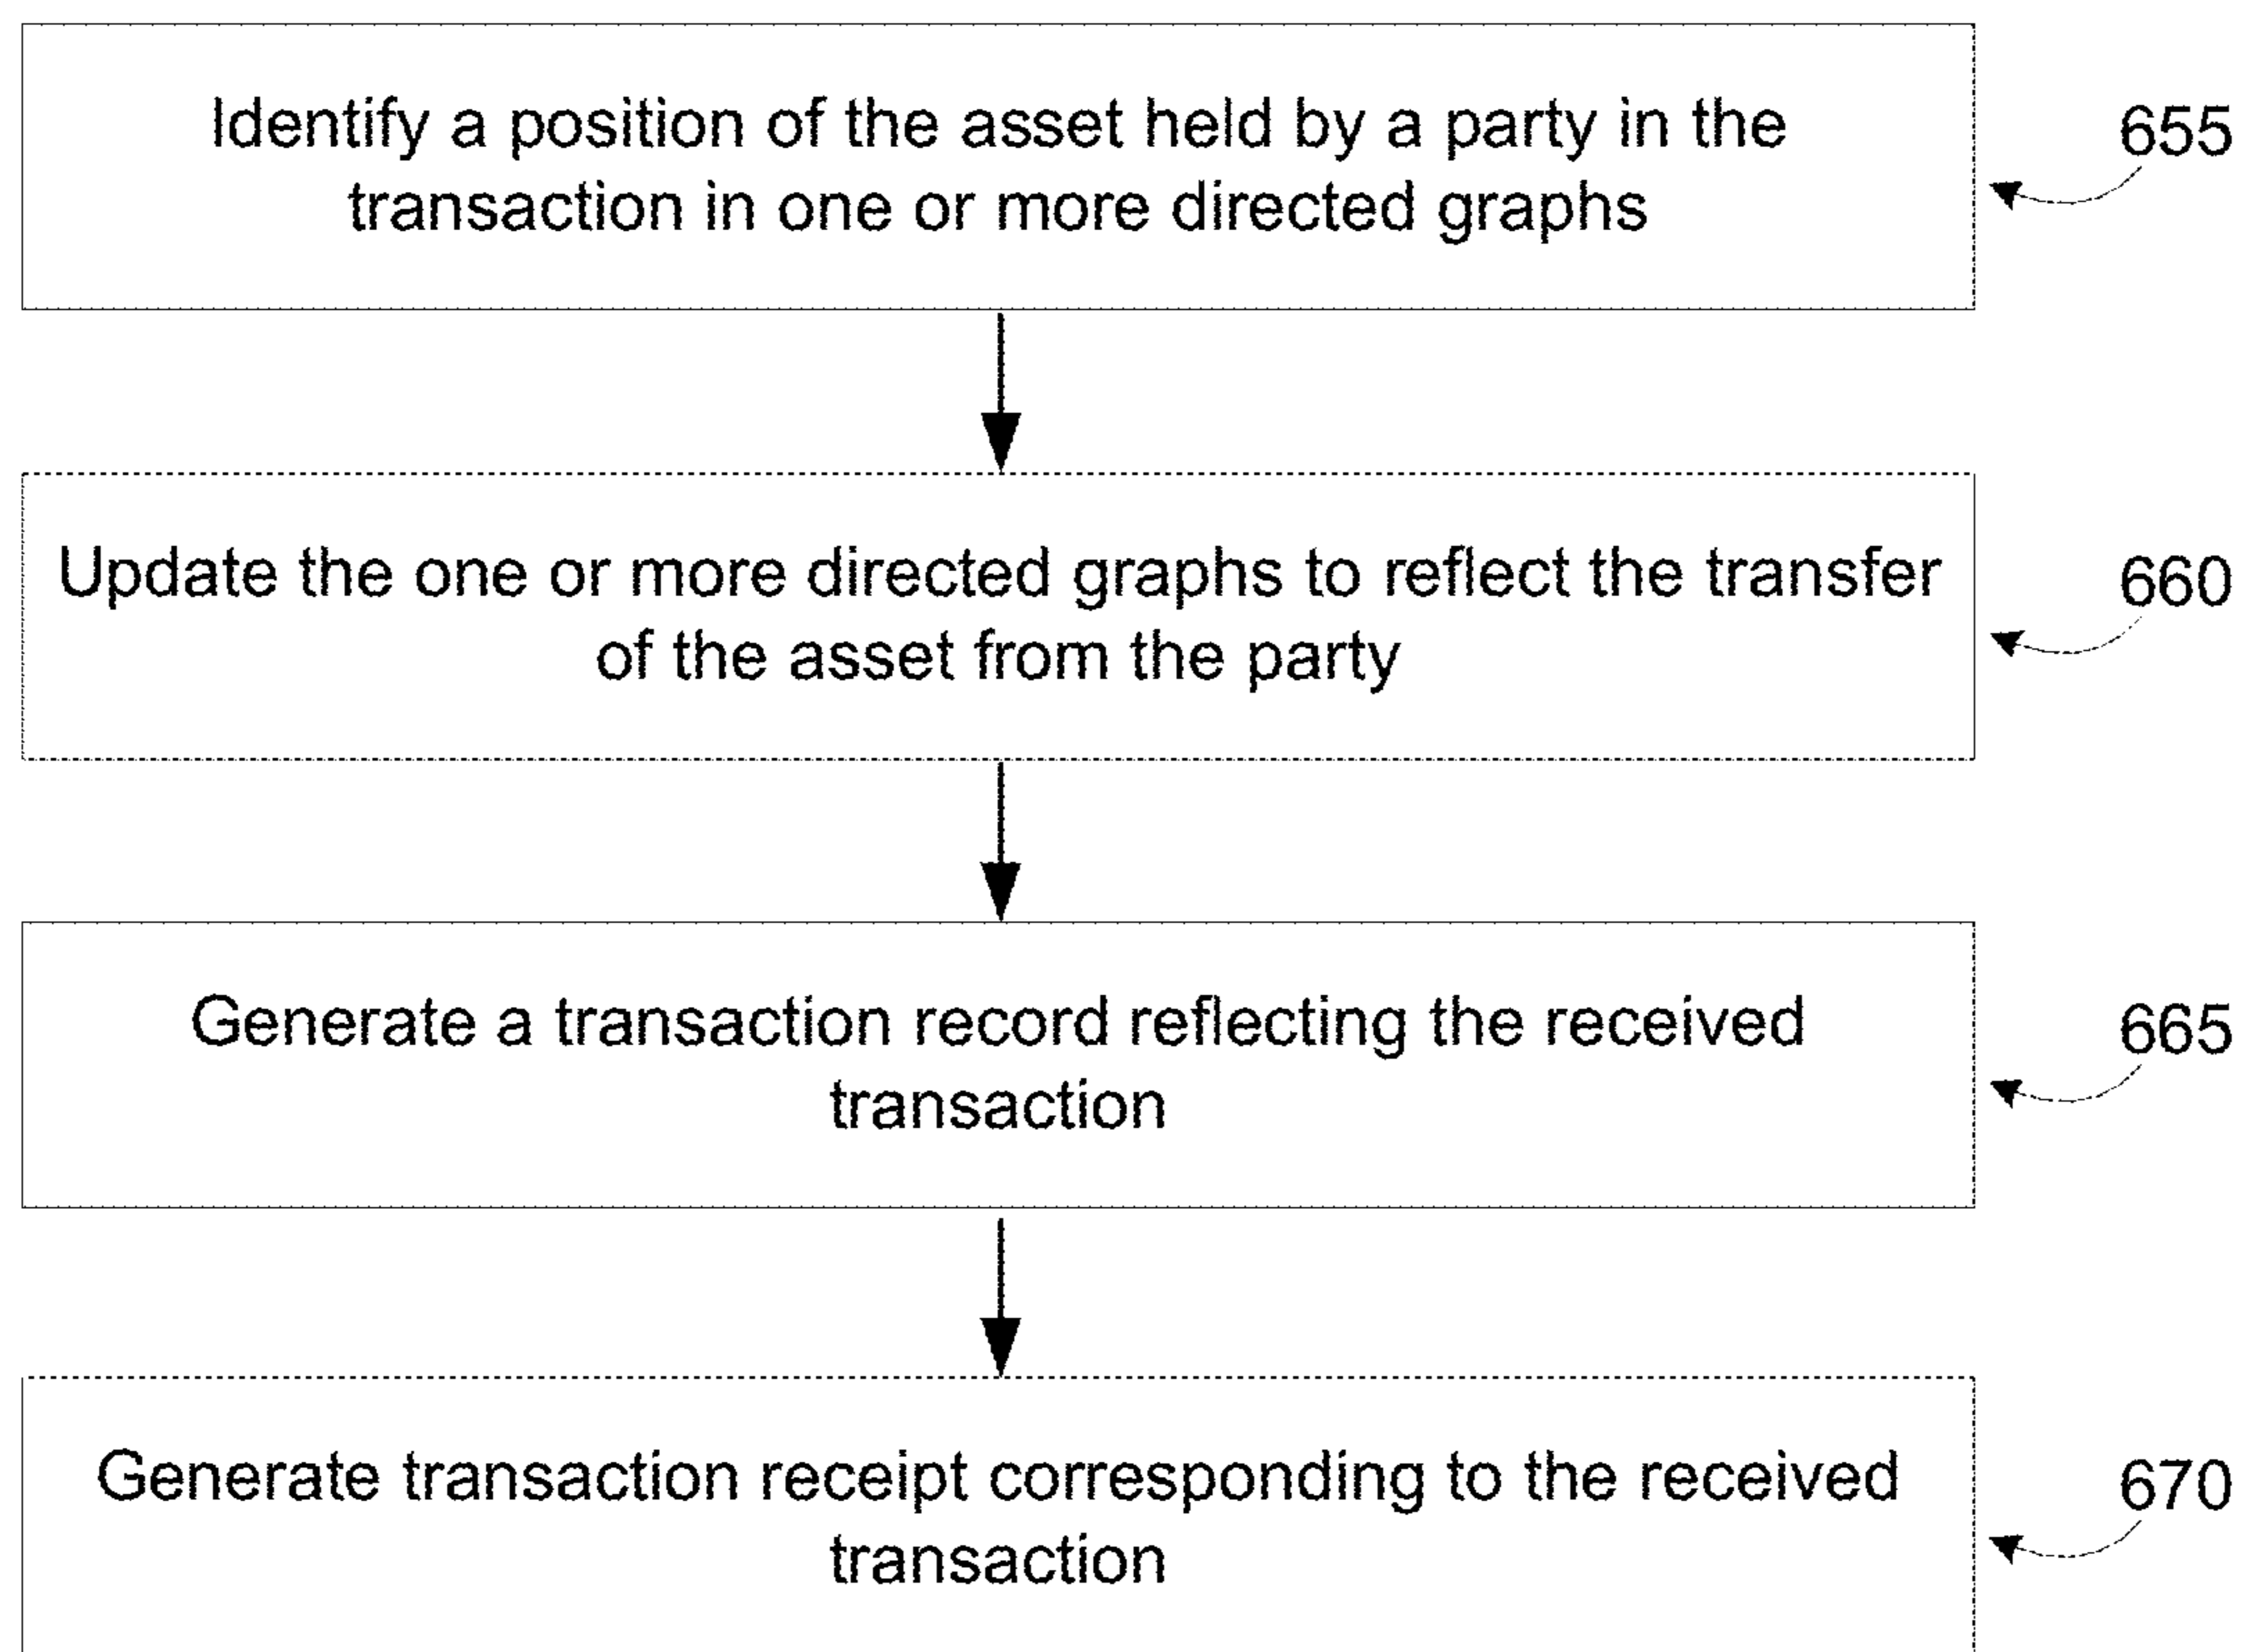 Identify a position of the asset held by a party in the
transaction in one or more directed graphs
655
Update the one or more directed graphs to reflect the transfer
of the asset from the party
660
Generate a transaction record reflecting the received
transaction
665
Generate transaction receipt corresponding to the received
transaction
670